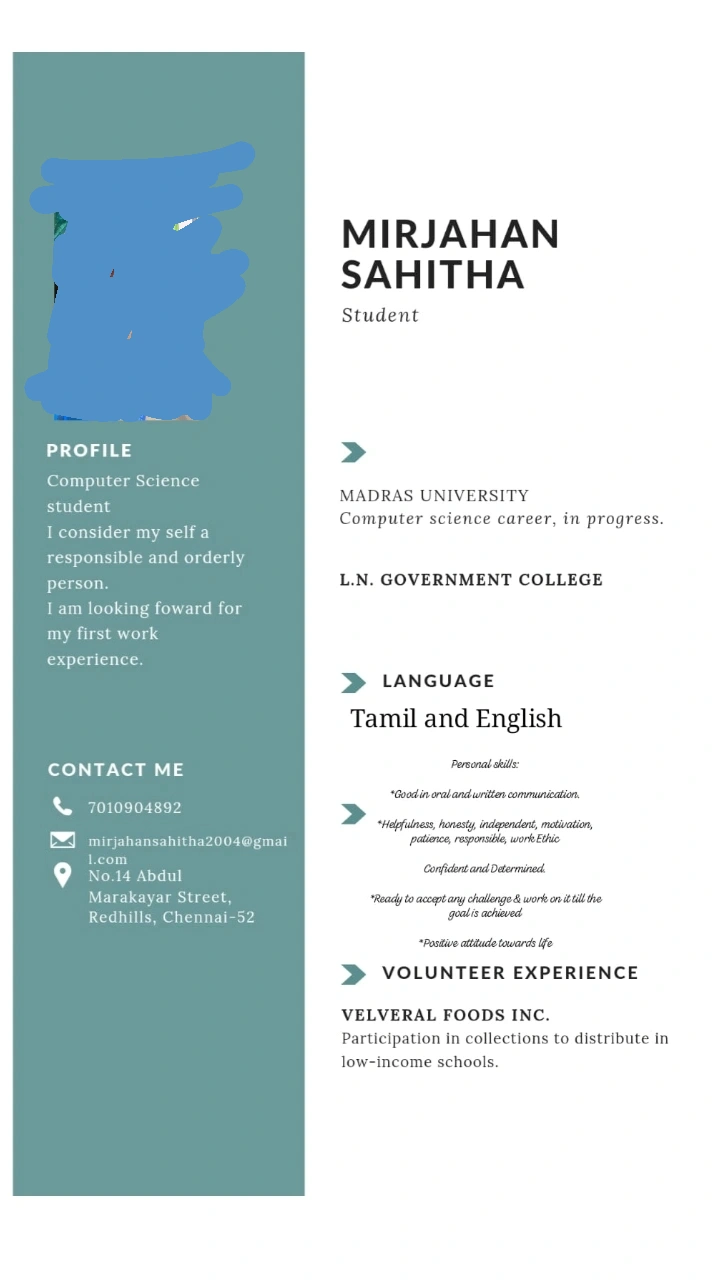 MIRJAHAN
SAHITHA
Student
PROFILE
Computer Science
student
I consider my self a
responsible and orderly
person.
I am looking foward for
my first work
experience.
CONTACT ME
7010904892
mirjahansahitha2004@gmai
l.com
No.14 Abdul
Marakayar Street,
Redhills, Chennai-52
MADRAS UNIVERSITY
Computer science career, in progress.
L.N. GOVERNMENT COLLEGE
LANGUAGE
Tamil and English
Personal skills:
*Good in oral and written communication.
*Helpfulness, honesty, independent, motivation,
patience, responsible, work Ethic
Confident and Determined.
*Ready to accept any challenge & work on it till the
goal is achieved
*Positive attitude towards life
VOLUNTEER EXPERIENCE
VELVERAL FOODS INC.
Participation in collections to distribute in
low-income schools.